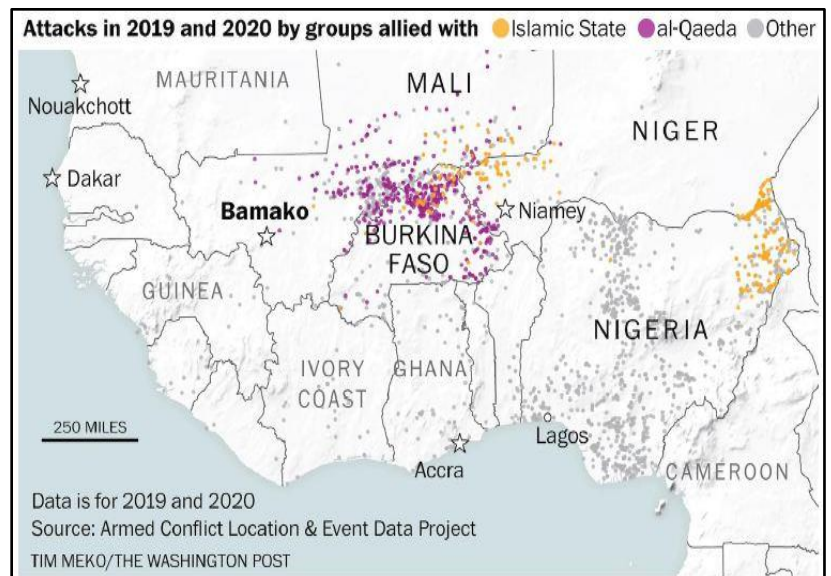 Attacks in 2019 and 2020 by groups allied with Islamic State al-Qaeda Other
MAURITANIA
MALI
Nouakchott
NIGER
Dakar
Bamako
Niamey
BURKINA
FASO
GUINEA
NIGERIA
IVORY
COAST
GHANA
250 MILES
Lagos
Accra
CAMEROON
Data is for 2019 and 2020
Source: Armed Conflict Location & Event Data Project
TIM MEKO/THE WASHINGTON POST